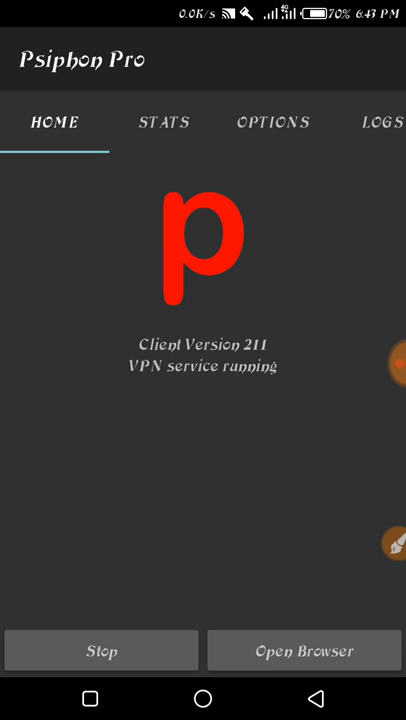 0.0K/s 4G 70% 6:43 PM
Psiphon Pro
HOME STATS OPTIONS LOGS
P
Client Version 211
VPN service running
Stop Open Browser